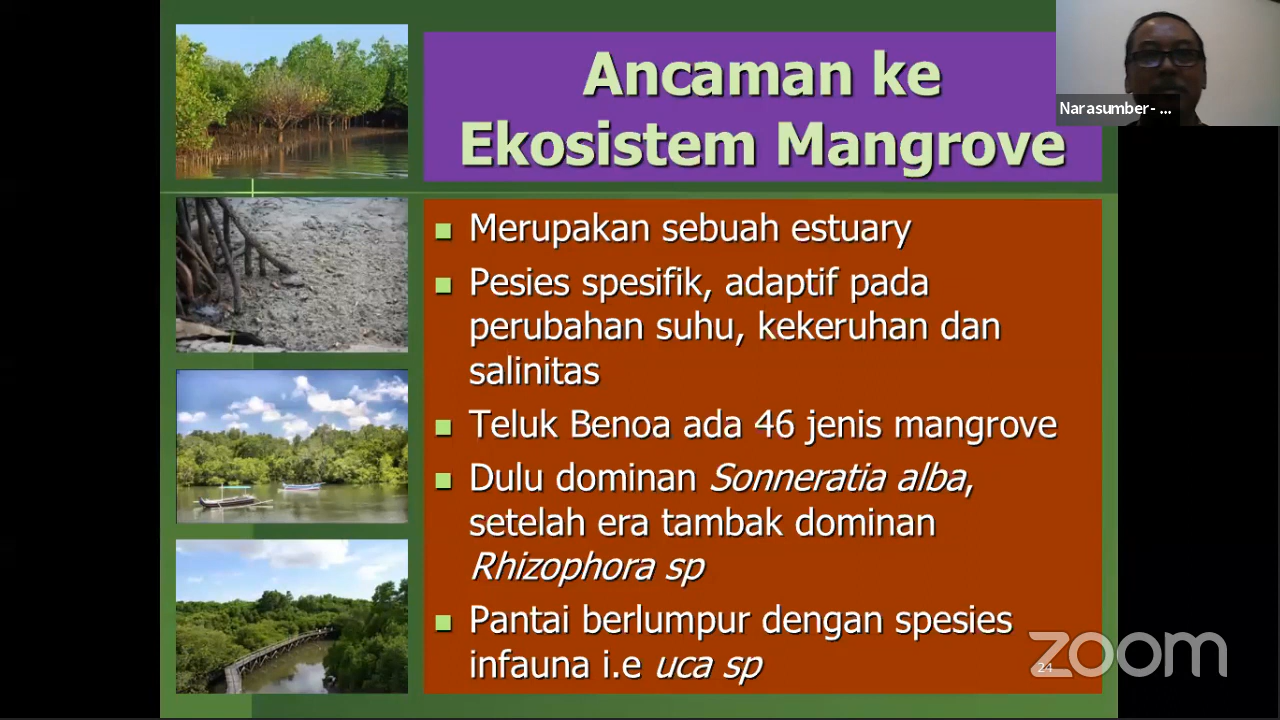 Ancaman ke
Ekosistem Mangrove
Narasumber- ...
Merupakan sebuah estuary
Pesies spesifik, adaptif pada
perubahan suhu, kekeruhan dan
salinitas
Teluk Benoa ada 46 jenis mangrove
Dulu dominan Sonneratia alba,
setelah era tambak dominan
Rhizophora sp
Pantai berlumpur dengan spesies
infauna i.e uca sp
24
zoom